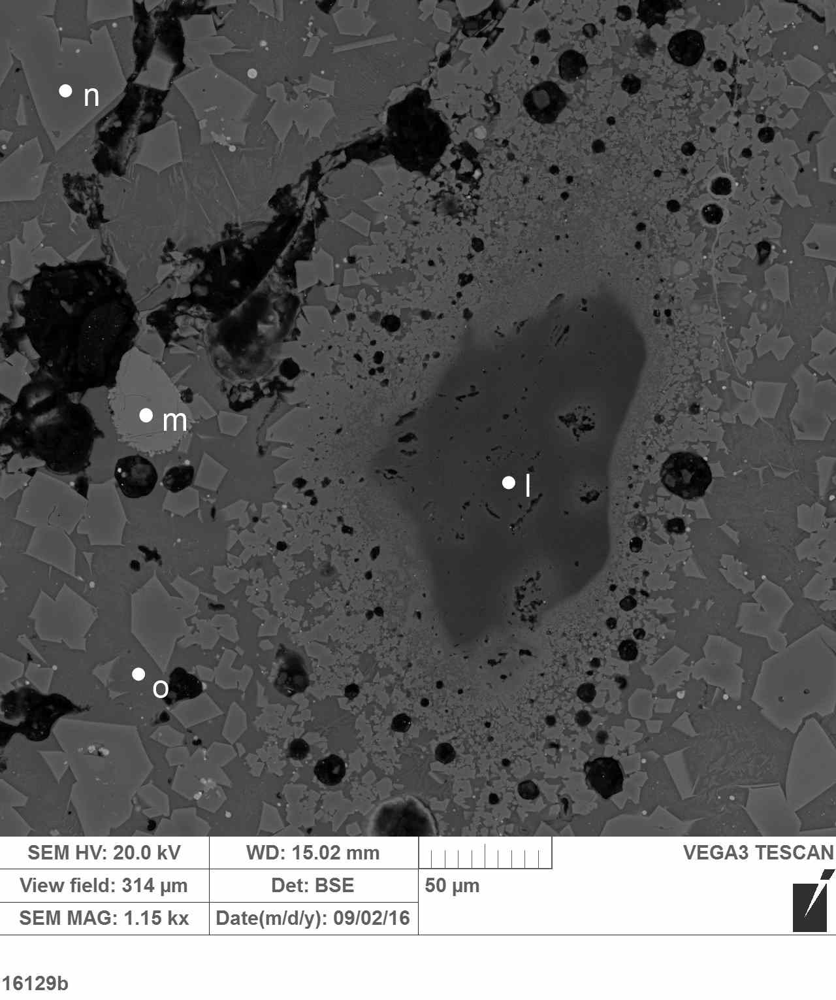 n
m
l
o
SEM HV: 20.0 kV
WD: 15.02 mm
VEGA3 TESCAN
View field: 314 µm
Det: BSE
50 µm
SEM MAG: 1.15 kx
Date(m/d/y): 09/02/16
16129b